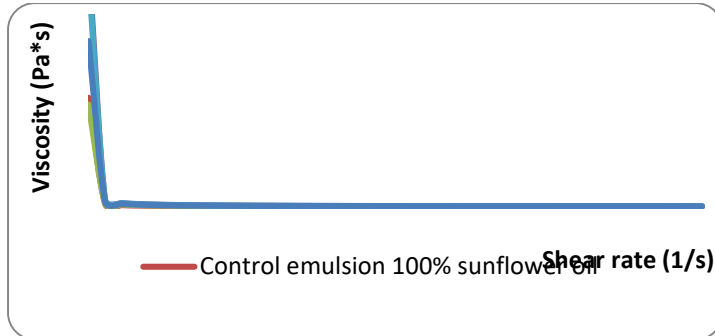 Viscosity (Pa*s)
Shear rate (1/s)
Control emulsion 100% sunflower oil